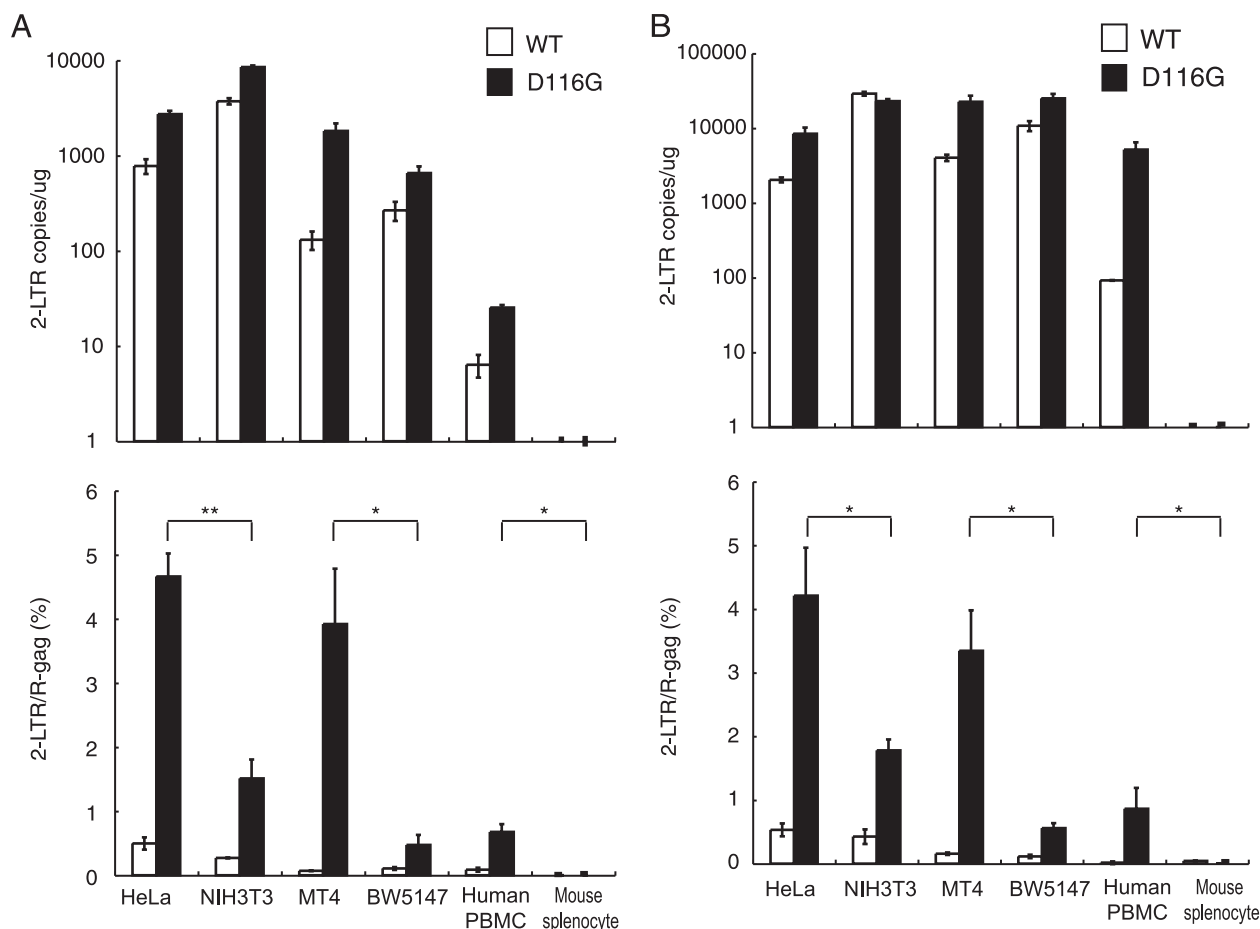 A
WT
D116G
2-LTR copies/ug
10000
1000
100
10
1
2-LTR/R-gag (%)
6
5
4
3
2
1
0
**
*
*
HeLa
NIH3T3
MT4
BW5147
Human
PBMC
Mouse
splenocyte
B
WT
D116G
2-LTR copies/ug
100000
10000
1000
100
10
1
2-LTR/R-gag (%)
6
5
4
3
2
1
0
*
*
*
HeLa
NIH3T3
MT4
BW5147
Human
PBMC
Mouse
splenocyte